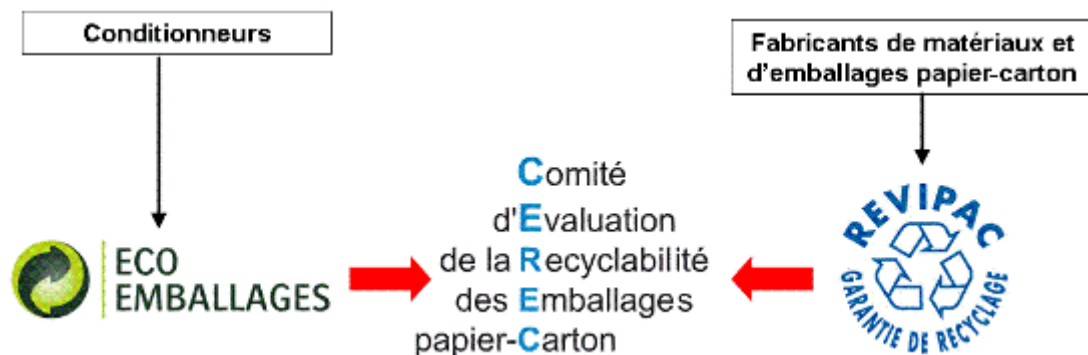 Conditionneurs
Fabricants de matériaux et
d'emballages papier-carton
Comité
d'Evaluation
de la Recyclabilité
des Emballages
papier-Carton
ECO
EMBALLAGES
REVIPAC
GARANTIE DE RECYCLAGE